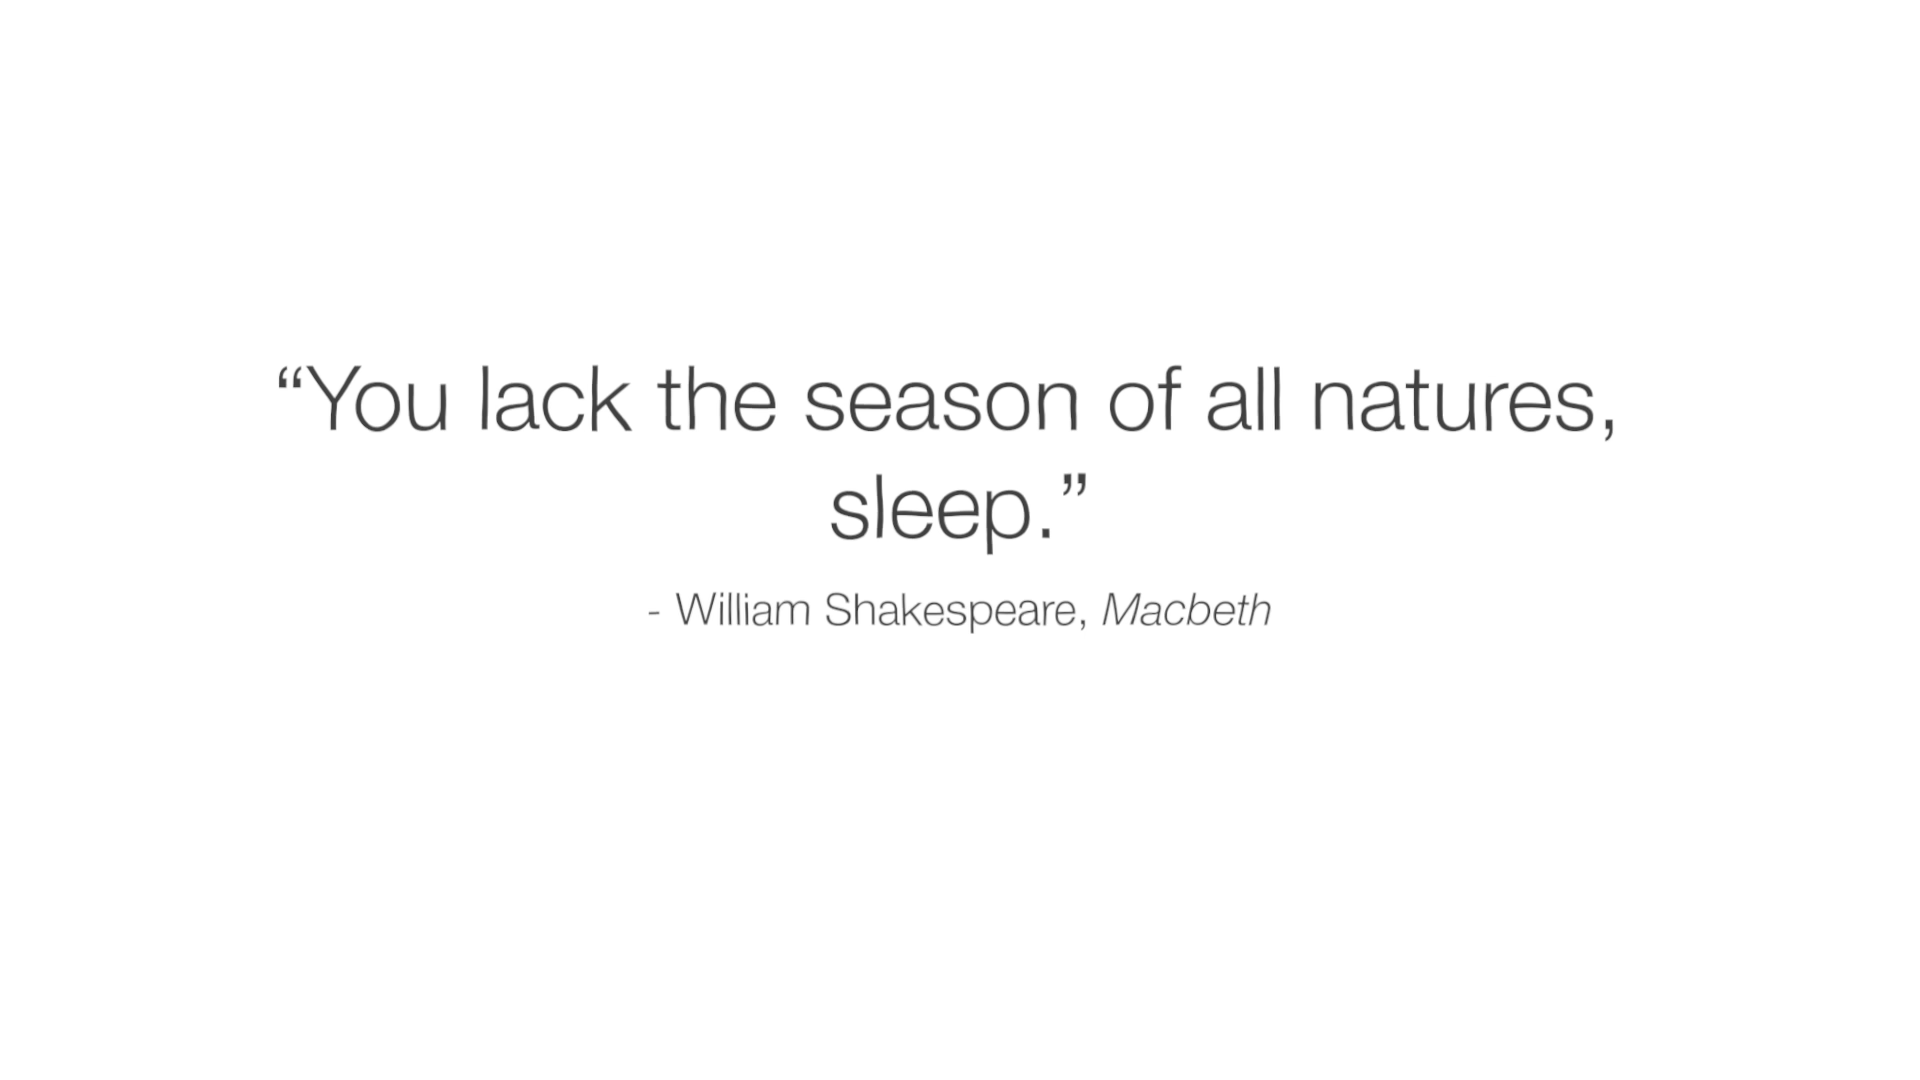 “You lack the season of all natures,
sleep.”
- William Shakespeare, Macbeth